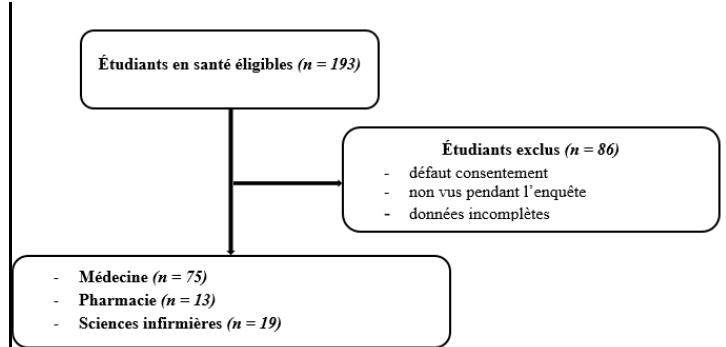 Étudiants en santé éligibles (n = 193)
Étudiants exclus (n = 86)
- défaut consentement
- non vus pendant l'enquête
- données incomplètes
- Médecine (n = 75)
- Pharmacie (n = 13)
- Sciences infirmières (n = 19)